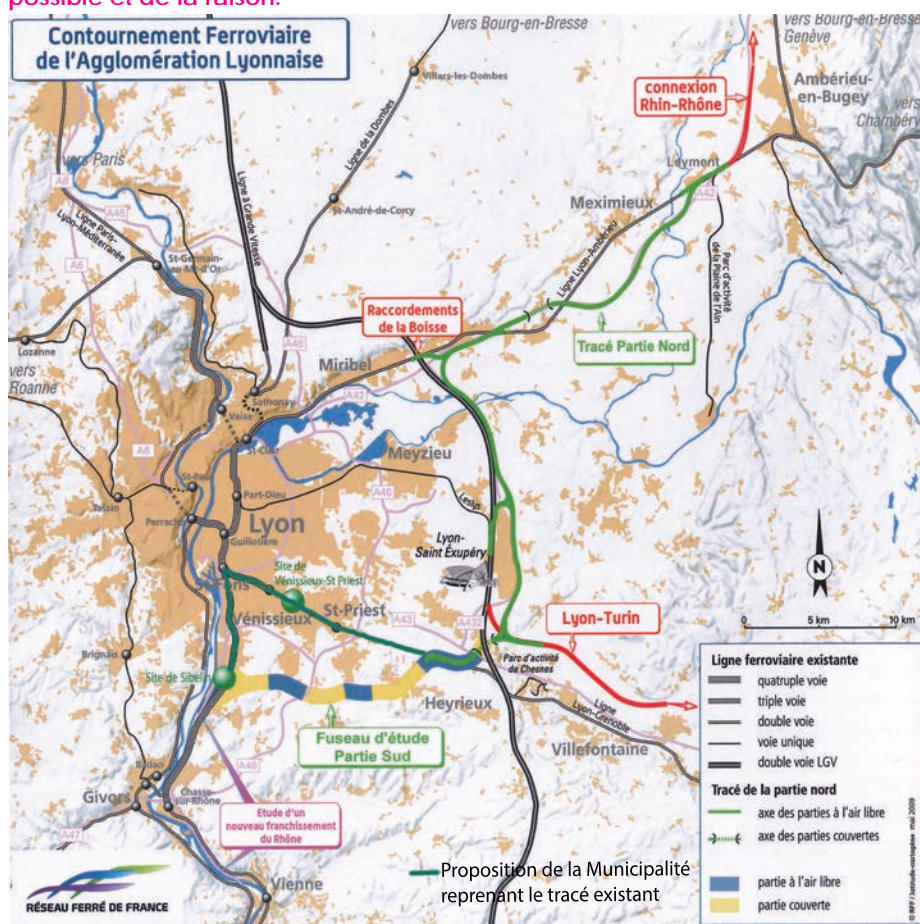 possible et de la raison.
Contournement Ferroviaire
de l'Agglomération Lyonnaise
vers Bourg-en-Bresse
vers Bourg-en-Bresse
Genève
Villars-les-Dombes
connexion
Rhin-Rhône
Ambérieu-
en-Bugey
vers
Chambéry
vers Paris
Ligne de la Dombes
Ligne à Grande Vitesse
Leyment
A42
A6
A46
St-André-de-Corcy
Meximieux
Ligne Paris-
Lyon-Méditerranée
Ligne Lyon-Ambérieu
Parc d'activité
de la Plaine de l'Ain
A6
St-Germain-
au-Mt-d'Or
Raccordements
de la Boisse
Tracé Partie Nord
Lozanne
vers
Roanne
A46
Miribel
A42
A42
Sathonay
Vaise
St-Clair
Meyzieu
A6
St-Paul
Part-Dieu
A46
Leslys
Tassin
Perrache
Lyon
Guillotière
Lyon-
Saint Éxupéry
N
Site de
Vénissieux-St Priest
Vénissieux
St-Priest
A43
A432
Lyon-Turin
0
5 km
10 km
Brignais
Site de Sibelin
Parc d'activité
de Chesnes
Heyrieux
Ligne
Lyon-Grenoble
Villefontaine
Fuseau d'étude
Partie Sud
Badan
A46
Givors
Chasse-
sur-Rhône
A47
Etude d'un
nouveau franchissement
du Rhône
Vienne
Ligne ferroviaire existante
quatruple voie
triple voie
double voie
voie unique
double voie LGV
Tracé de la partie nord
axe des parties à l'air libre
axe des parties couvertes
partie à l'air libre
partie couverte
Proposition de la Municipalité
reprenant le tracé existant
RÉSEAU FERRÉ DE FRANCE